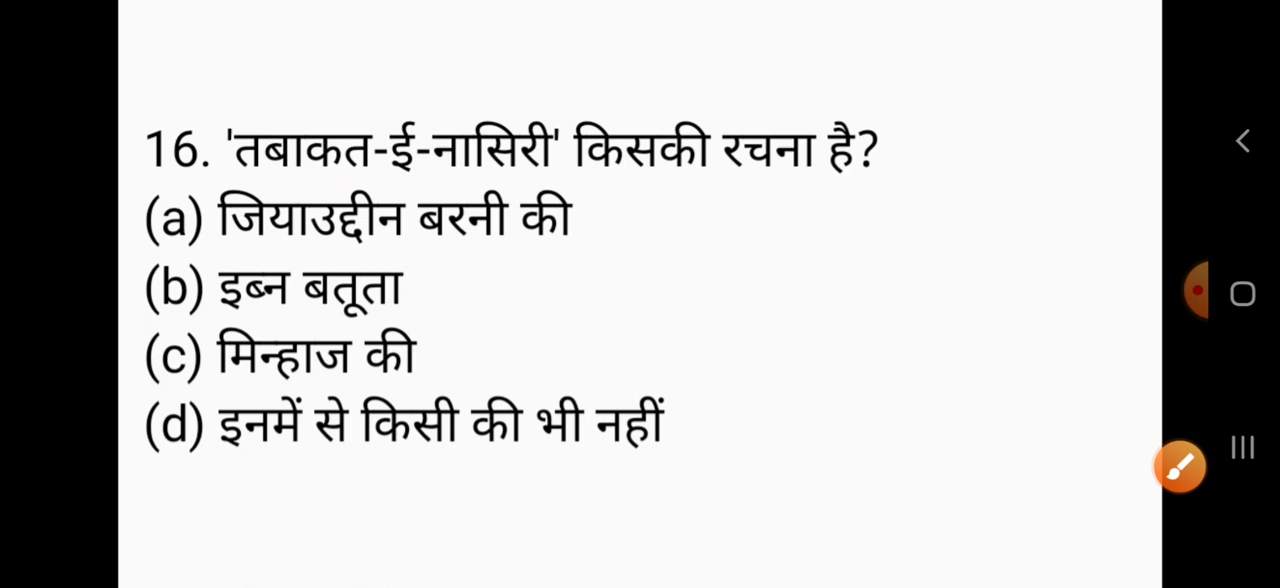 16. 'तबाकत-ई-नासिरी' किसकी रचना है?
(a) जियाउद्दीन बरनी की
(b) इब्न बतूता
(c) मिन्हाज की
(d) इनमें से किसी की भी नहीं